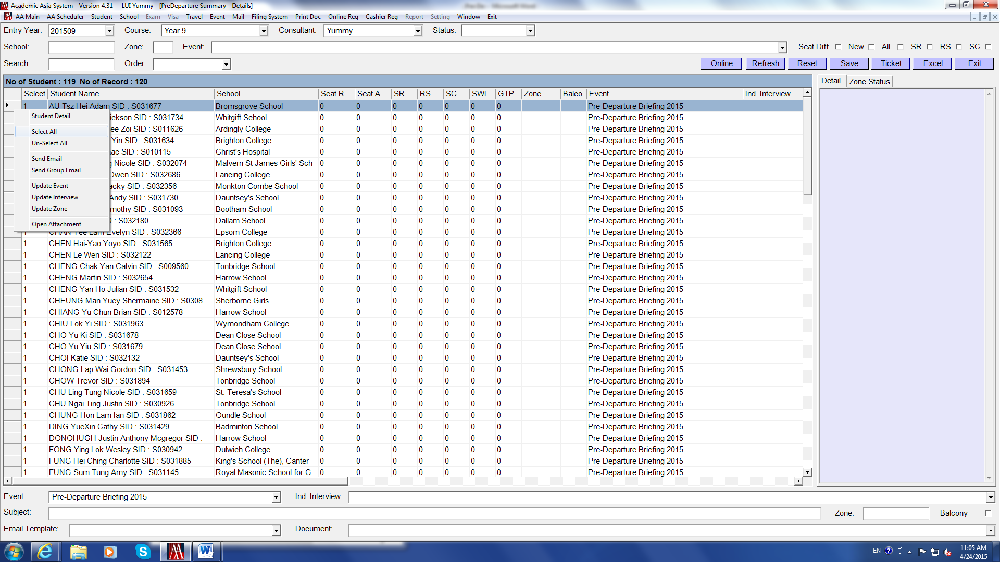 Academic Asia System - Version 4.31 LUI Yummy - [PreDeparture Summary - Details]
AA Main AA Scheduler Student School Exam Visa Travel Event Mail Filing System Print Doc Online Reg Cashier Reg Report Setting Window Exit
Entry Year: 201509 Course: Year 9 Consultant: Yummy Status:
School: Zone: Event: Seat Diff New All SR RS SC
Search: Order: Online Refresh Reset Save Ticket Excel Exit
No of Student : 119 No of Record : 120 Detail Zone Status
Select Student Name School Seat R. Seat A. SR RS SC SWL GTP Zone Balco Event Ind. Interview
1 AU Tsz Hei Adam SID : S031677 Bromsgrove School 0 0 0 0 0 0 0 Pre-Departure Briefing 2015
ickson SID : S031734 Whitgift School 0 0 0 0 0 0 0 Pre-Departure Briefing 2015
ee Zoi SID : S011626 Ardingly College 0 0 0 0 0 0 0 Pre-Departure Briefing 2015
Yin SID : S031634 Brighton College 0 0 0 0 0 0 0 Pre-Departure Briefing 2015
aac SID : S010115 Christ's Hospital 0 0 0 0 0 0 0 Pre-Departure Briefing 2015
g Nicole SID : S032074 Malvern St James Girls' Sch 0 0 0 0 0 0 0 Pre-Departure Briefing 2015
Owen SID : S032686 Lancing College 0 0 0 0 0 0 0 Pre-Departure Briefing 2015
acky SID : S032356 Monkton Combe School 0 0 0 0 0 0 0 Pre-Departure Briefing 2015
Andy SID : S031730 Dauntsey's School 0 0 0 0 0 0 0 Pre-Departure Briefing 2015
mothy SID : S031093 Bootham School 0 0 0 0 0 0 0 Pre-Departure Briefing 2015
: S032180 Dallam School 0 0 0 0 0 0 0 Pre-Departure Briefing 2015
CHAN Yee Lam Evelyn SID : S032366 Epsom College 0 0 0 0 0 0 0 Pre-Departure Briefing 2015
1 CHEN Hai-Yao Yoyo SID : S031565 Brighton College 0 0 0 0 0 0 0 Pre-Departure Briefing 2015
1 CHEN Le Wen SID : S032122 Lancing College 0 0 0 0 0 0 0 Pre-Departure Briefing 2015
1 CHENG Chak Yan Calvin SID : S009560 Tonbridge School 0 0 0 0 0 0 0 Pre-Departure Briefing 2015
1 CHENG Martin SID : S032654 Harrow School 0 0 0 0 0 0 0 Pre-Departure Briefing 2015
1 CHENG Yan Ho Julian SID : S031532 Whitgift School 0 0 0 0 0 0 0 Pre-Departure Briefing 2015
1 CHEUNG Man Yuey Shermaine SID : S0308 Sherborne Girls 0 0 0 0 0 0 0 Pre-Departure Briefing 2015
1 CHIANG Yu Chun Brian SID : S012578 Harrow School 0 0 0 0 0 0 0 Pre-Departure Briefing 2015
1 CHIU Lok Yi SID : S031963 Wymondham College 0 0 0 0 0 0 0 Pre-Departure Briefing 2015
1 CHO Yu Ki SID : S031678 Dean Close School 0 0 0 0 0 0 0 Pre-Departure Briefing 2015
1 CHO Yu Yiu SID : S031679 Dean Close School 0 0 0 0 0 0 0 Pre-Departure Briefing 2015
1 CHOI Katie SID : S032132 Dauntsey's School 0 0 0 0 0 0 0 Pre-Departure Briefing 2015
1 CHONG Lap Wai Gordon SID : S031453 Shrewsbury School 0 0 0 0 0 0 0 Pre-Departure Briefing 2015
1 CHOW Trevor SID : S031894 Tonbridge School 0 0 0 0 0 0 0 Pre-Departure Briefing 2015
1 CHU Ling Tung Nicole SID : S031659 St. Teresa's School 0 0 0 0 0 0 0 Pre-Departure Briefing 2015
1 CHU Ngai Ting Justin SID : S030926 Tonbridge School 0 0 0 0 0 0 0 Pre-Departure Briefing 2015
1 CHUNG Hon Lam Ian SID : S031862 Oundle School 0 0 0 0 0 0 0 Pre-Departure Briefing 2015
1 DING YueXin Cathy SID : S031429 Badminton School 0 0 0 0 0 0 0 Pre-Departure Briefing 2015
1 DONOHUGH Justin Anthony Mcgregor SID : Harrow School 0 0 0 0 0 0 0 Pre-Departure Briefing 2015
1 FONG Ying Lok Wesley SID : S030942 Dulwich College 0 0 0 0 0 0 0 Pre-Departure Briefing 2015
1 FUNG Hei Ching Charlotte SID : S031885 King's School (The), Canter 0 0 0 0 0 0 0 Pre-Departure Briefing 2015
1 FUNG Sum Tung Amy SID : S031145 Royal Masonic School for G 0 0 0 0 0 0 0 Pre-Departure Briefing 2015
Student Detail
Select All
Un-Select All
Send Email
Send Group Email
Update Event
Update Interview
Update Zone
Open Attachment
Event: Pre-Departure Briefing 2015 Ind. Interview:
Subject: Zone: Balcony
Email Template: Document:
EN 11:05 AM
4/24/2015